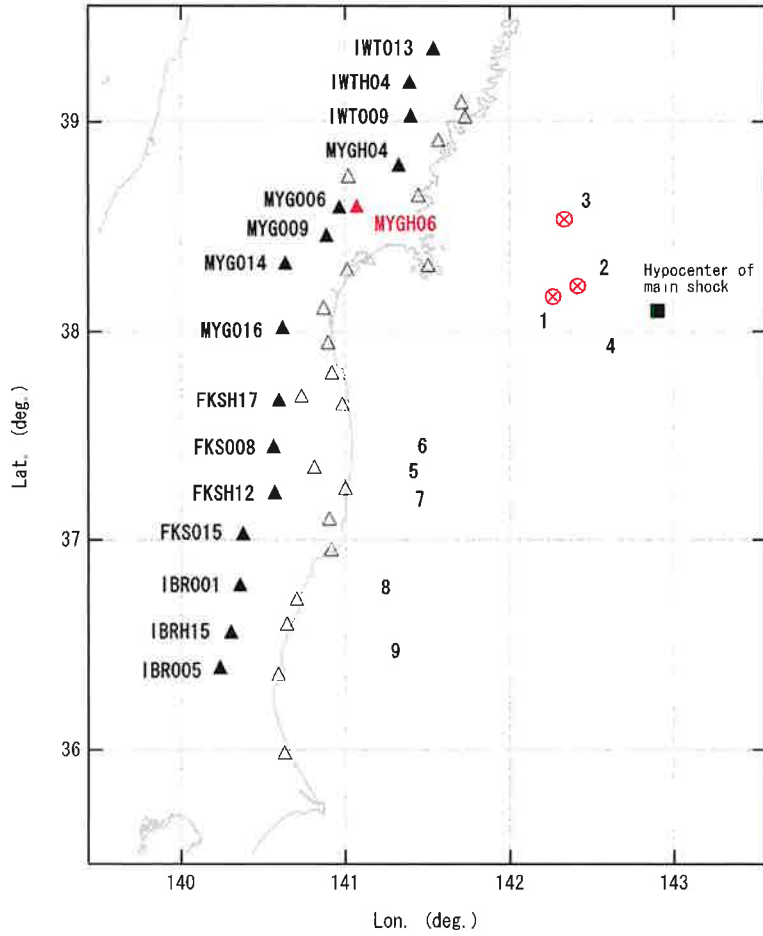 IWT013
IWTH04
39
IWT009
MYGH04
MYG006
3
MYGH06
MYG009
MYG014
2
Hypocenter of
main shock
38
MYG016
1
4
FKSH17
FKS008
6
5
Lat. (deg.)
FKSH12
7
37
FKS015
IBR001
8
IBRH15
9
IBR005
36
140
141
142
143
Lon. (deg.)